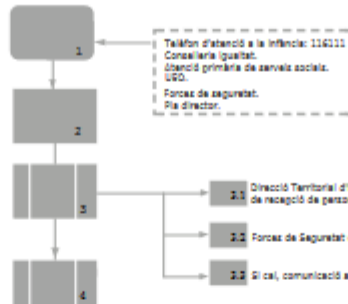 1
Telèfon d'atenció a la infància: 116111
Conselleria Igualtat.
Atenció primària de serveis socials.
UEO.
Forces de seguretat.
Pla director.
2
3
3.1 Direcció Territorial d'
de recepció de perso
3.2 Forces de Seguretat
3.3 Si cal, comunicació a
4